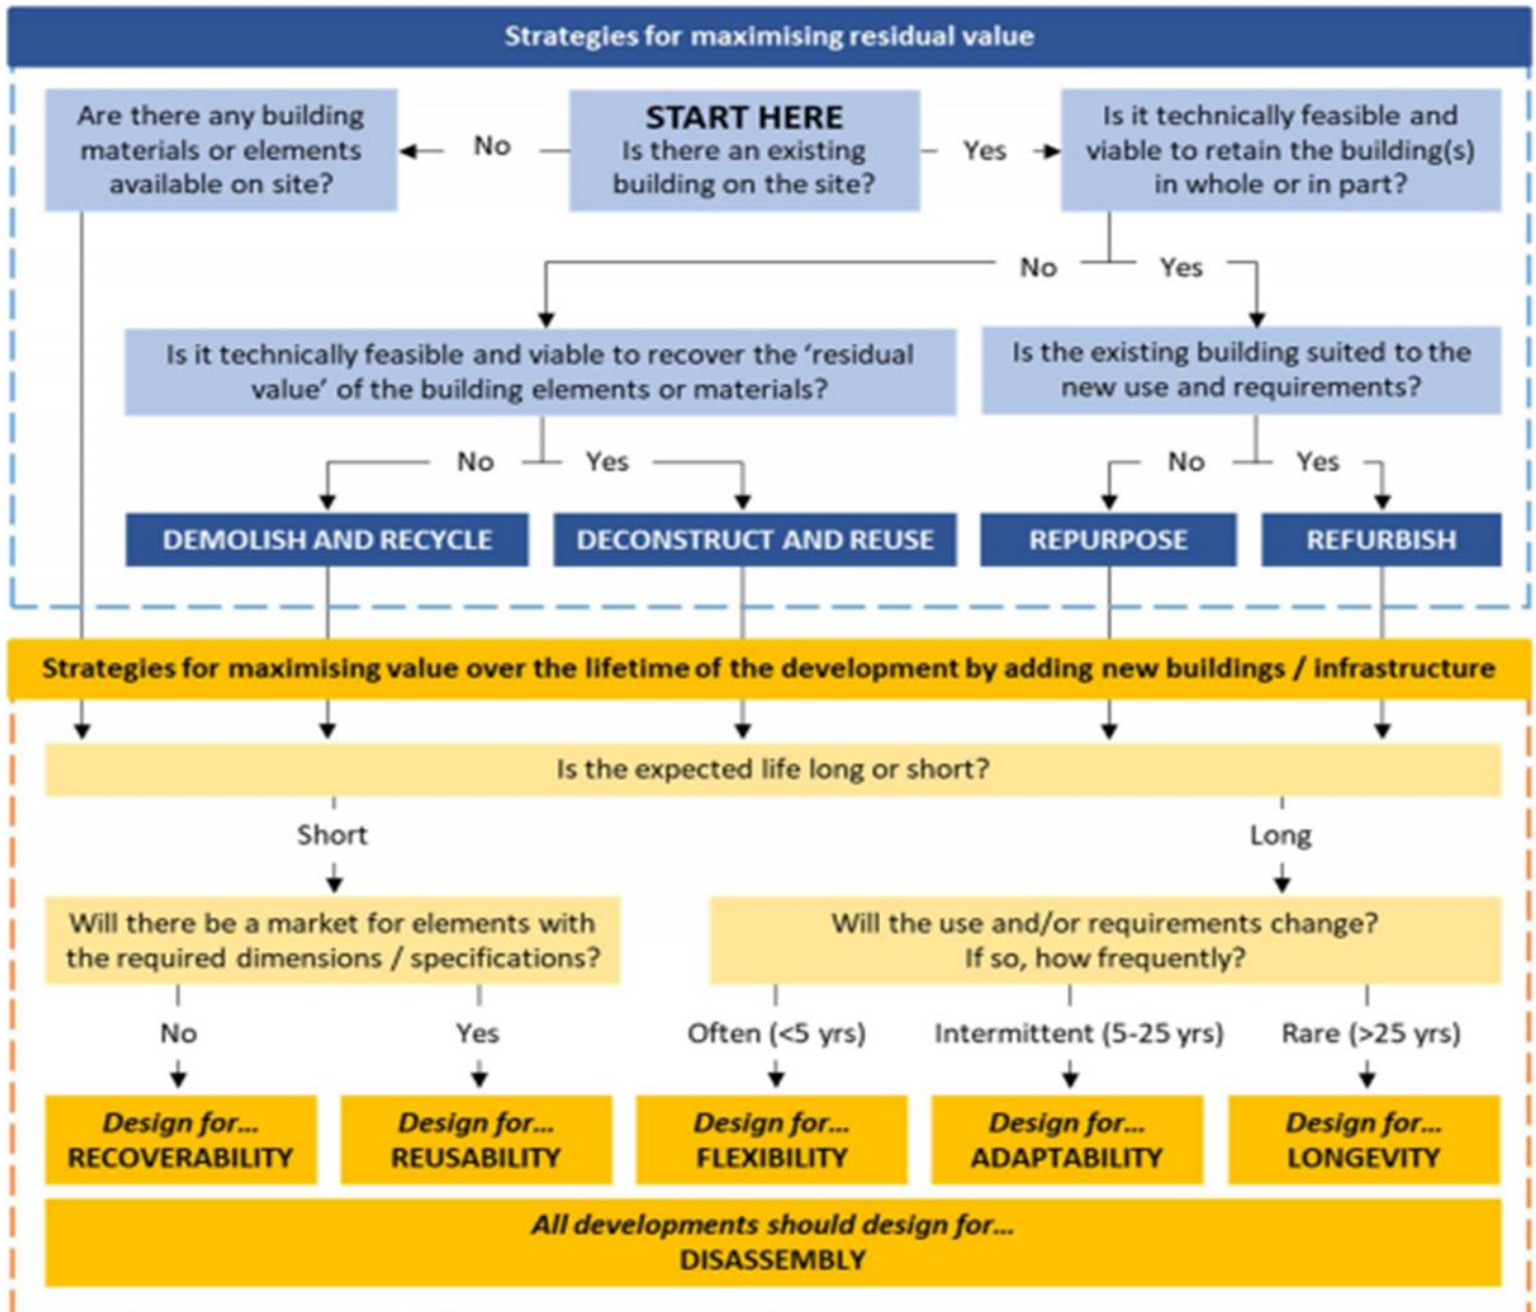 Strategies for maximising residual value
Are there any building
materials or elements
available on site?
No
START HERE
Is there an existing
building on the site?
Yes
Is it technically feasible and
viable to retain the building(s)
in whole or in part?
No
Yes
Is it technically feasible and viable to recover the ‘residual
value’ of the building elements or materials?
Is the existing building suited to the
new use and requirements?
No
Yes
No
Yes
DEMOLISH AND RECYCLE
DECONSTRUCT AND REUSE
REPURPOSE
REFURBISH
Strategies for maximising value over the lifetime of the development by adding new buildings / infrastructure
Is the expected life long or short?
Short
Long
Will there be a market for elements with
the required dimensions / specifications?
Will the use and/or requirements change?
If so, how frequently?
No
Yes
Often (<5 yrs)
Intermittent (5-25 yrs)
Rare (>25 yrs)
Design for...
RECOVERABILITY
Design for...
REUSABILITY
Design for...
FLEXIBILITY
Design for...
ADAPTABILITY
Design for...
LONGEVITY
All developments should design for...
DISASSEMBLY